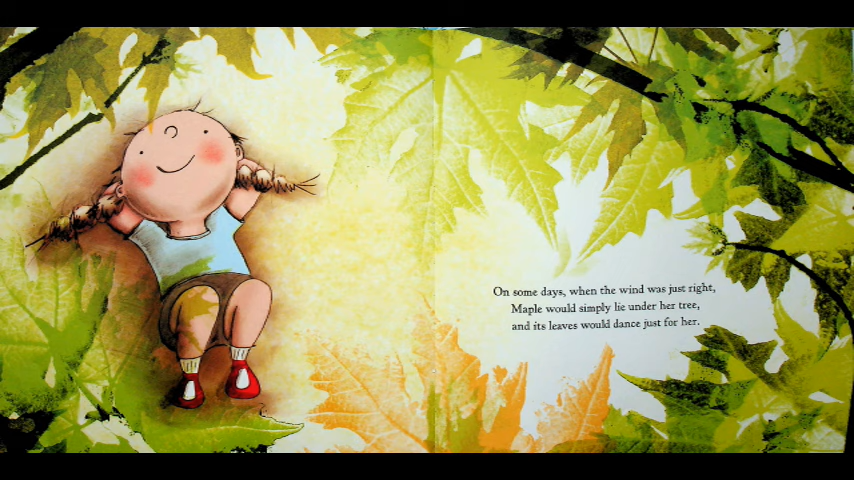 On some days, when the wind was just right,
Maple would simply lie under her tree,
and its leaves would dance just for her.